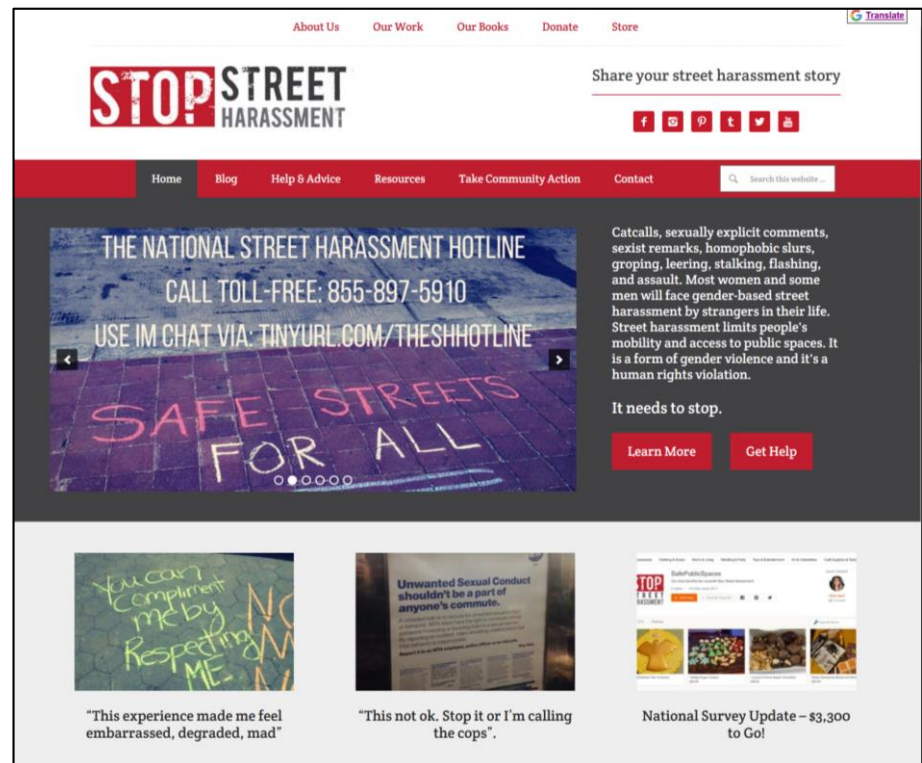 Translate
About Us
Our Work
Our Books
Donate
Store
STOP STREET
HARASSMENT
Share your street harassment story
Home
Blog
Help & Advice
Resources
Take Community Action
Contact
Search this website ...
THE NATIONAL STREET HARASSMENT HOTLINE
CALL TOLL-FREE: 855-897-5910
USE IM CHAT VIA: TINYURL.COM/THESHHOTLINE
SAFE STREETS
FOR ALL
Catcalls, sexually explicit comments,
sexist remarks, homophobic slurs,
groping, leering, stalking, flashing,
and assault. Most women and some
men will face gender-based street
harassment by strangers in their life.
Street harassment limits people's
mobility and access to public spaces. It
is a form of gender violence and it's a
human rights violation.
It needs to stop.
Learn More
Get Help
You can
Compliment
me by
Respecting
ME
Unwanted Sexual Conduct
shouldn't be a part of
anyone's commute.
STOP
SafePublicSpaces
"This experience made me feel
embarrassed, degraded, mad"
"This not ok. Stop it or I'm calling
the cops".
National Survey Update – $3,300
to Go!